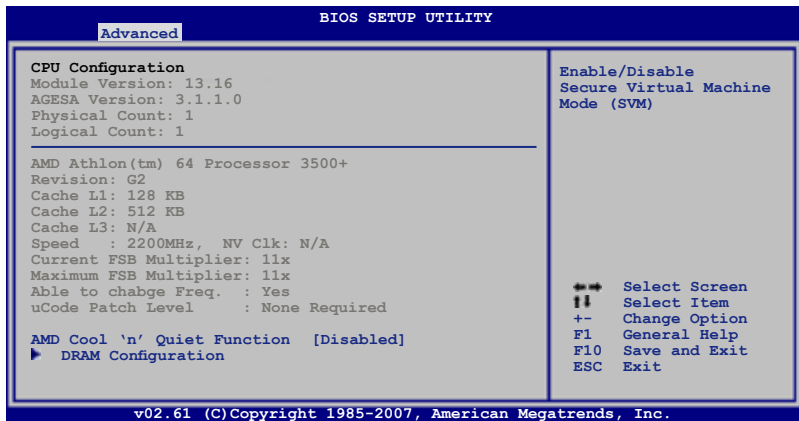 BIOS SETUP UTILITY
Advanced
CPU Configuration
Module Version: 13.16
AGESA Version: 3.1.1.0
Physical Count: 1
Logical Count: 1
AMD Athlon(tm) 64 Processor 3500+
Revision: G2
Cache L1: 128 KB
Cache L2: 512 KB
Cache L3: N/A
Speed : 2200MHz, NV Clk: N/A
Current FSB Multiplier: 11x
Maximum FSB Multiplier: 11x
Able to chabge Freq. : Yes
uCode Patch Level : None Required
AMD Cool ‘n’ Quiet Function [Disabled]
DRAM Configuration
Enable/Disable
Secure Virtual Machine
Mode (SVM)
Select Screen
Select Item
+- Change Option
F1 General Help
F10 Save and Exit
ESC Exit
v02.61 (C)Copyright 1985-2007, American Megatrends, Inc.